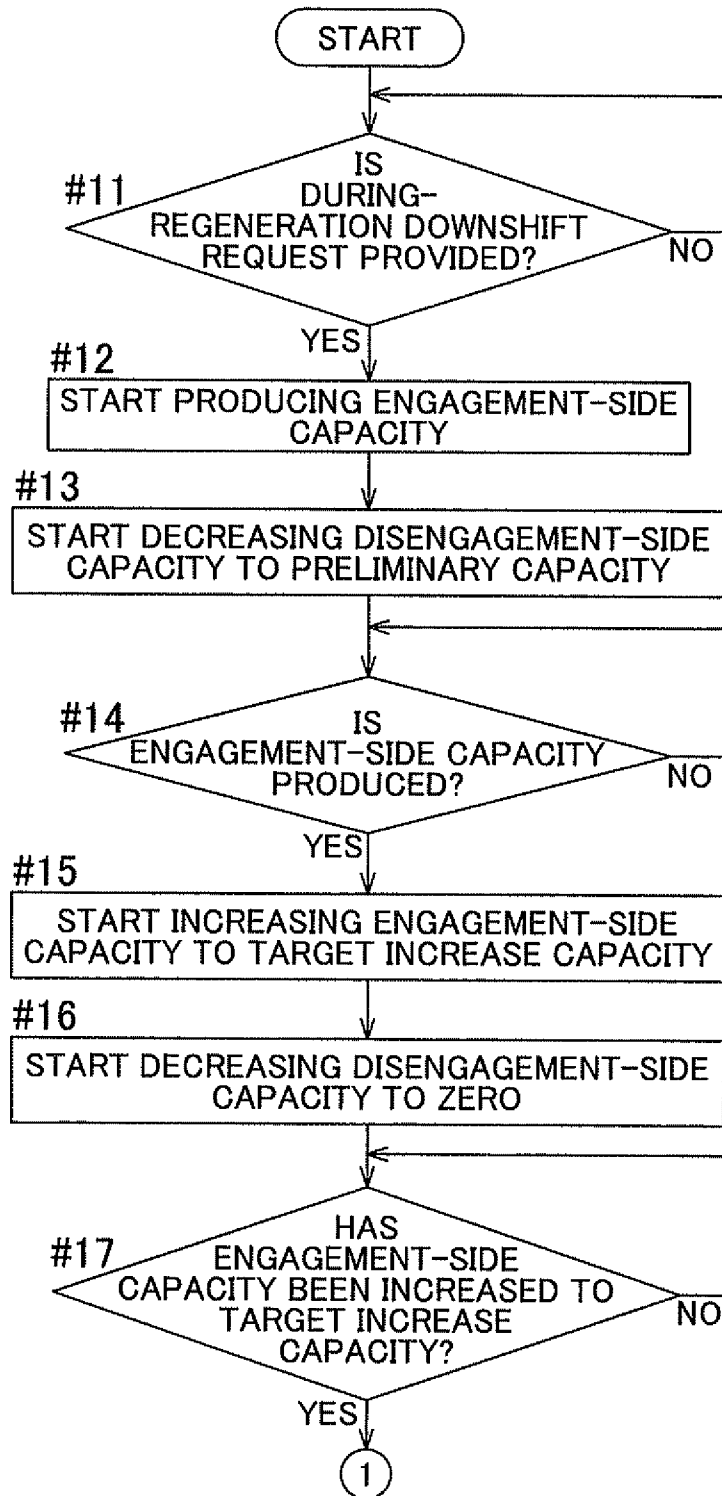 START
#11
IS
DURING-
REGENERATION DOWNSHIFT
REQUEST PROVIDED?
NO
YES
#12
START PRODUCING ENGAGEMENT-SIDE
CAPACITY
#13
START DECREASING DISENGAGEMENT-SIDE
CAPACITY TO PRELIMINARY CAPACITY
#14
IS
ENGAGEMENT-SIDE CAPACITY
PRODUCED?
NO
YES
#15
START INCREASING ENGAGEMENT-SIDE
CAPACITY TO TARGET INCREASE CAPACITY
#16
START DECREASING DISENGAGEMENT-SIDE
CAPACITY TO ZERO
#17
HAS
ENGAGEMENT-SIDE
CAPACITY BEEN INCREASED TO
TARGET INCREASE
CAPACITY?
NO
YES
1